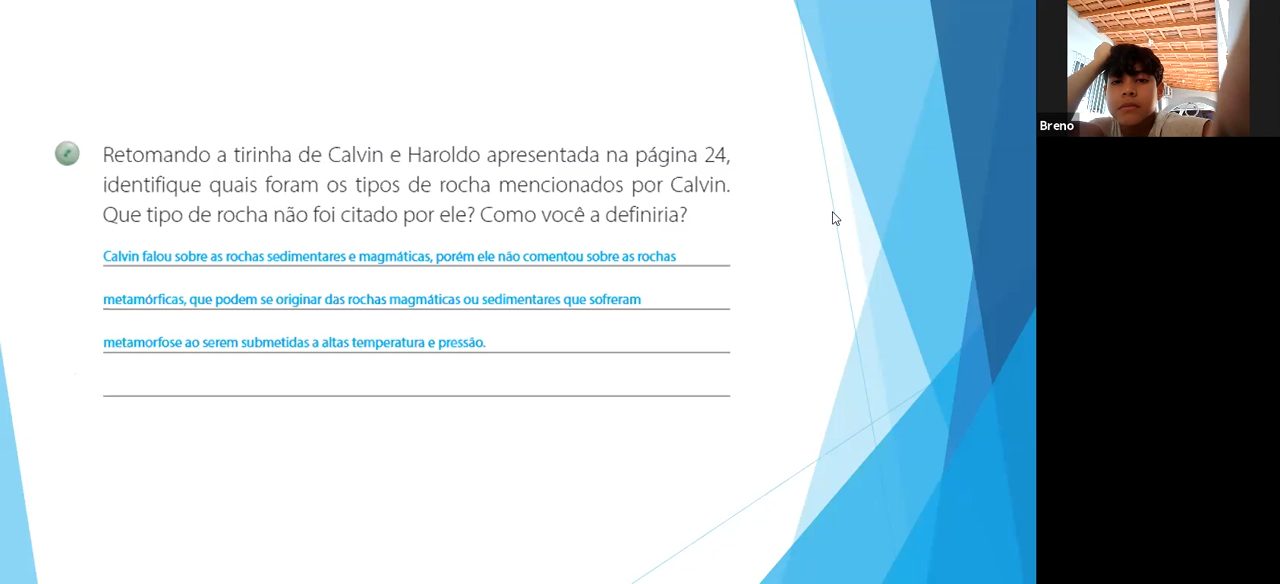 Retomando a tirinha de Calvin e Haroldo apresentada na página 24,
identifique quais foram os tipos de rocha mencionados por Calvin.
Que tipo de rocha não foi citado por ele? Como você a definiria?
Calvin falou sobre as rochas sedimentares e magmáticas, porém ele não comentou sobre as rochas
metamórficas, que podem se originar das rochas magmáticas ou sedimentares que sofreram
metamorfose ao serem submetidas a altas temperatura e pressão.
Breno